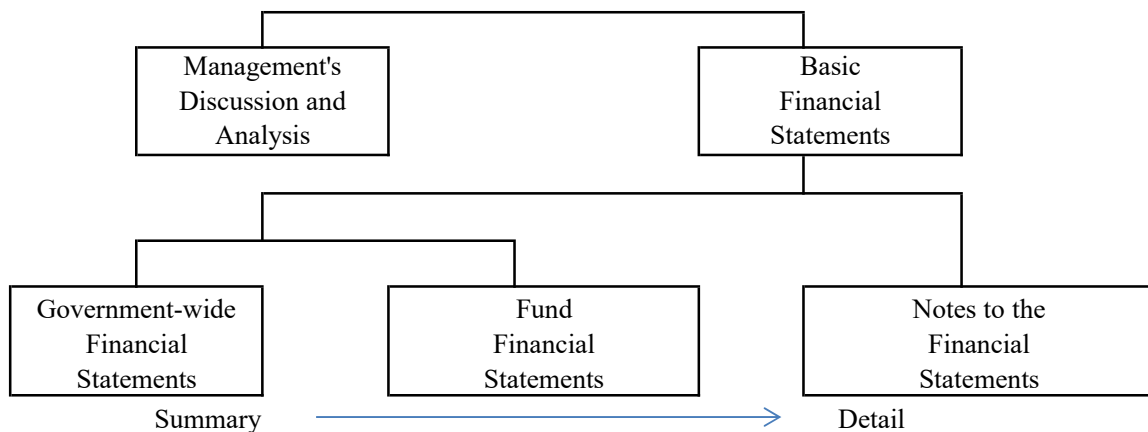 Management's
Discussion and
Analysis
Basic
Financial
Statements
Government-wide
Financial
Statements
Fund
Financial
Statements
Notes to the
Financial
Statements
Summary
Detail